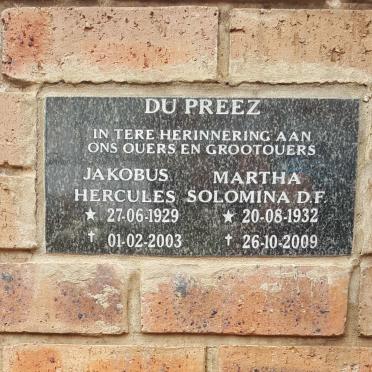 DU PREEZ
IN TERE HERINNERING AAN
ONS OUERS EN GROOTOUERS
JAKOBUS MARTHA
HERCULES SOLOMINA D.F.
★ 27-06-1929 ★ 20-08-1932
† 01-02-2003 † 26-10-2009